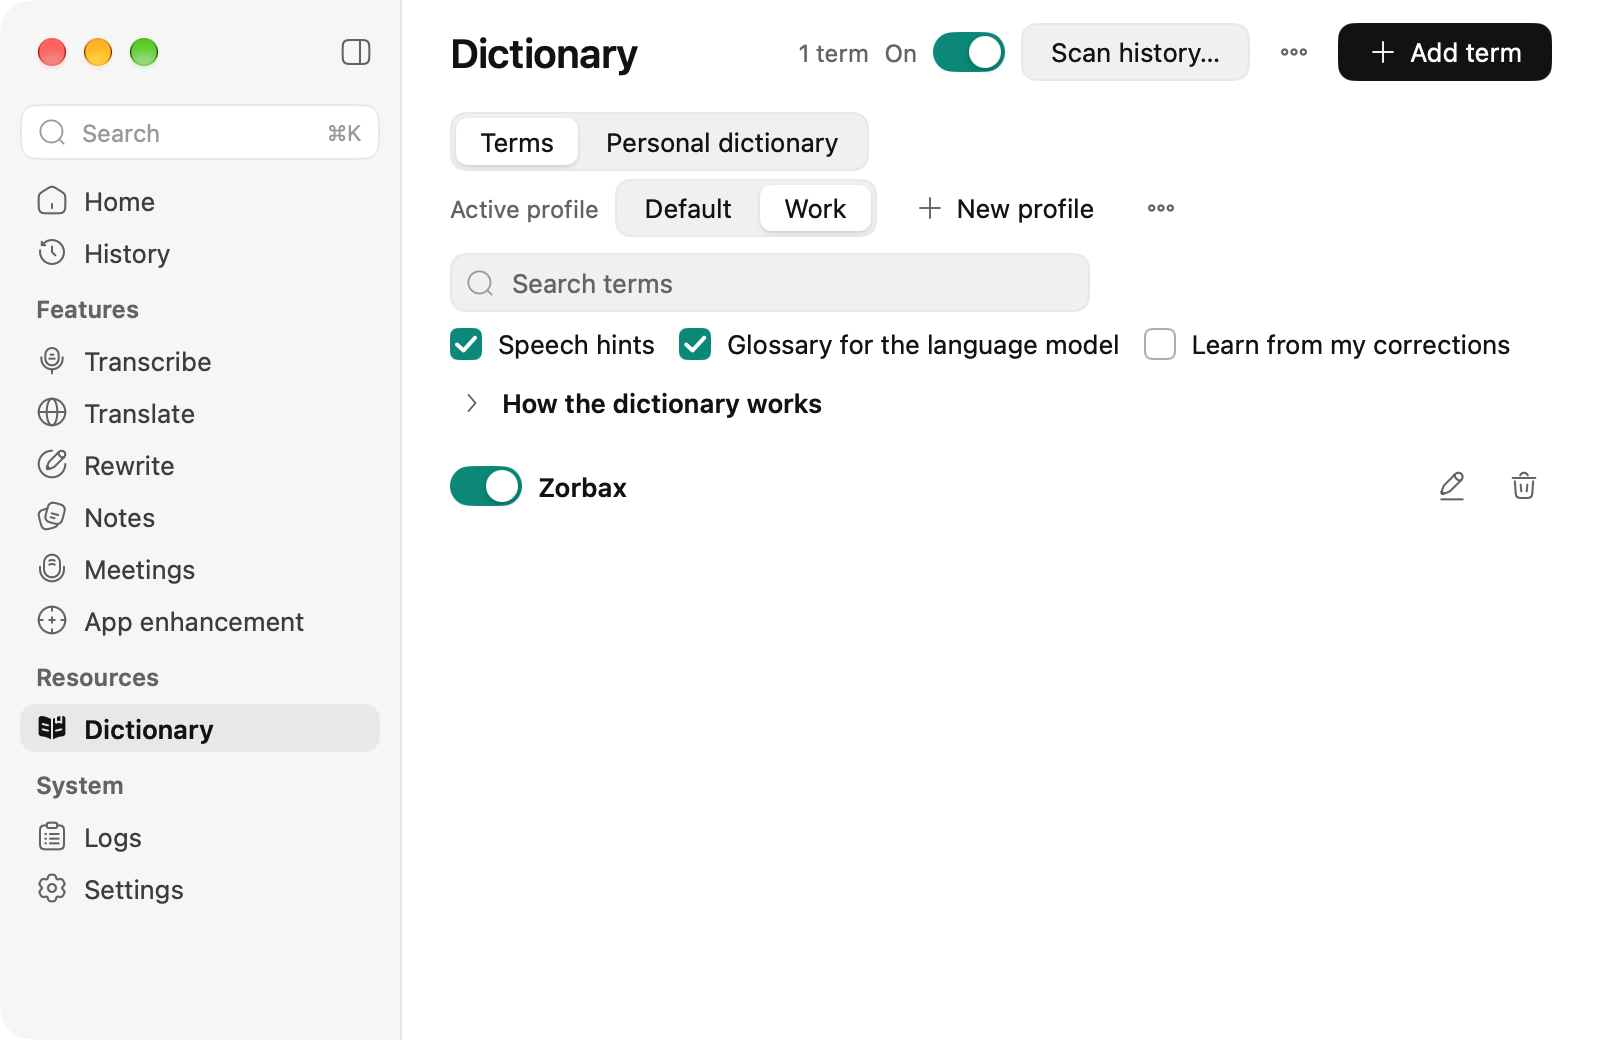 Search ⌘K
Home
History
Features
Transcribe
Translate
Rewrite
Notes
Meetings
App enhancement
Resources
Dictionary
System
Logs
Settings
Dictionary 1 term On Scan history... + Add term
Terms Personal dictionary
Active profile Default Work + New profile
Search terms
Speech hints Glossary for the language model Learn from my corrections
How the dictionary works
Zorbax